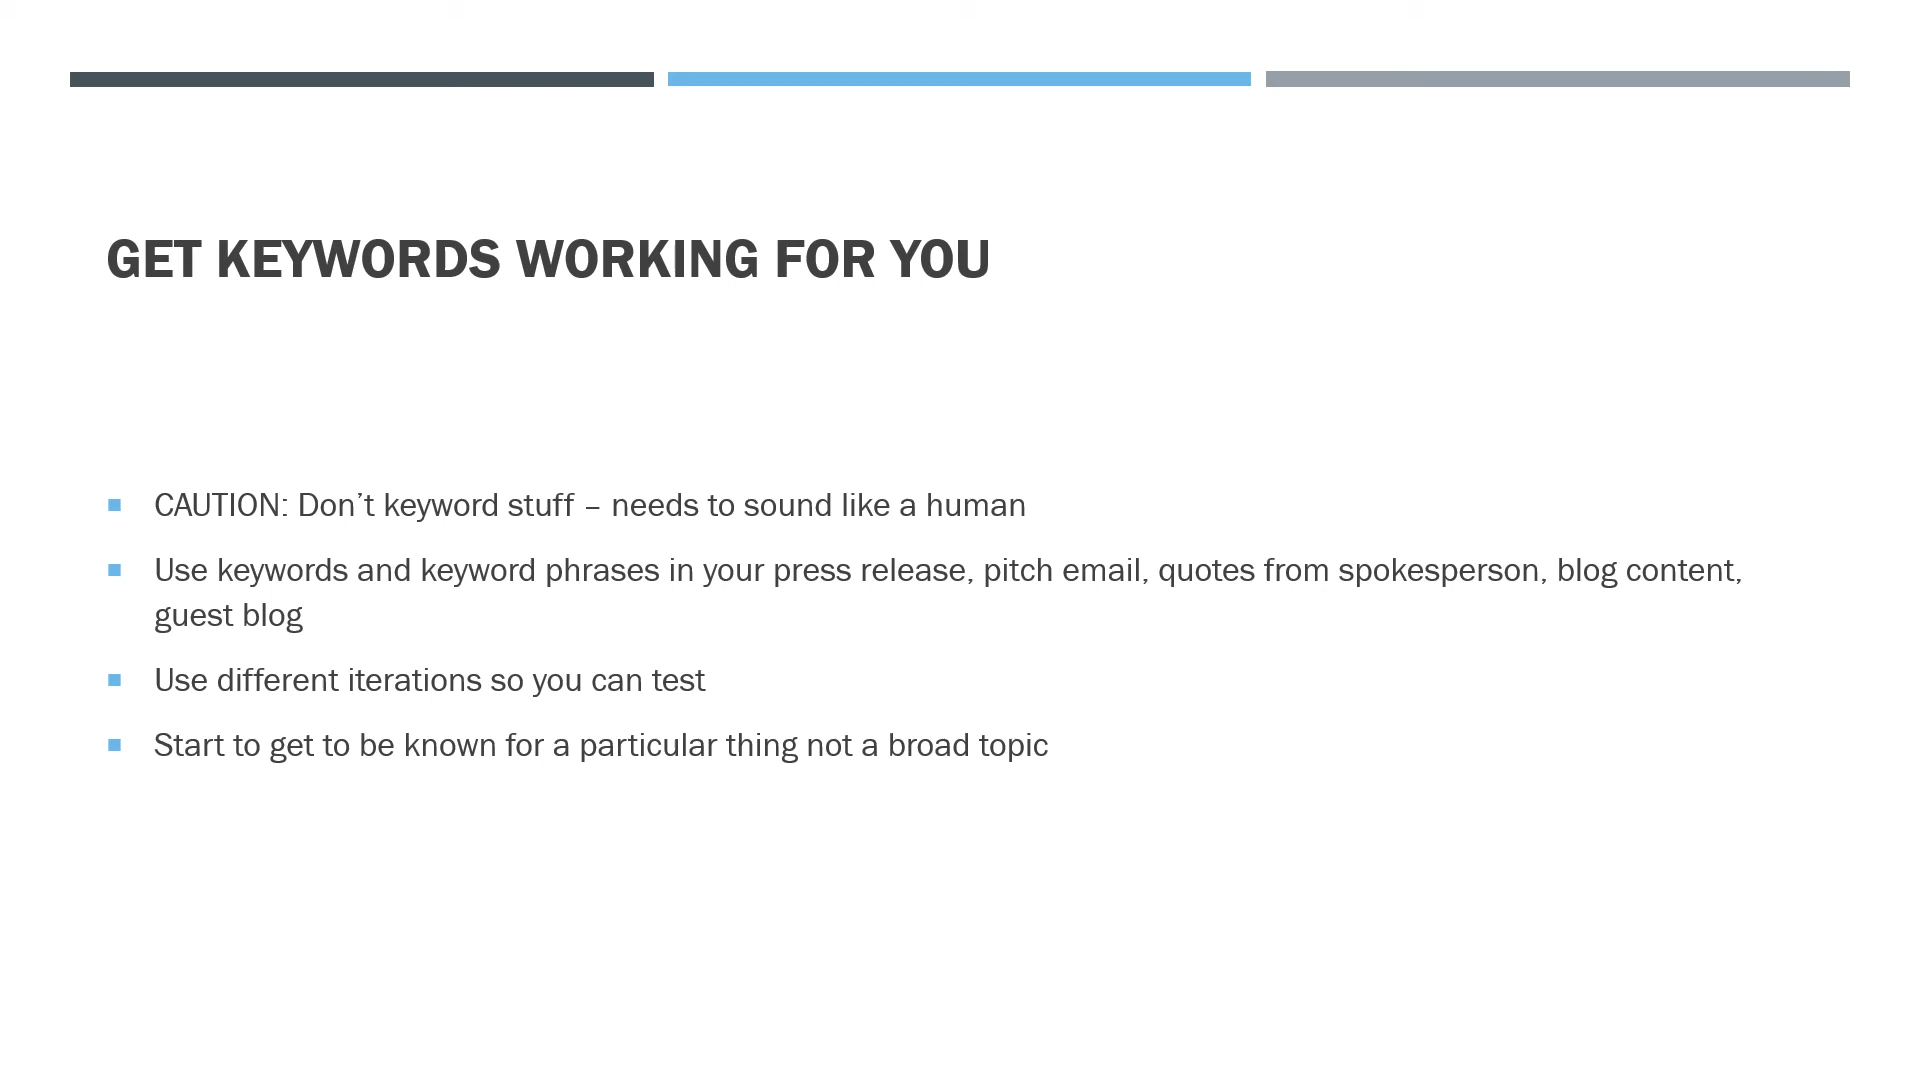 GET KEYWORDS WORKING FOR YOU
CAUTION: Don’t keyword stuff – needs to sound like a human
Use keywords and keyword phrases in your press release, pitch email, quotes from spokesperson, blog content,
guest blog
Use different iterations so you can test
Start to get to be known for a particular thing not a broad topic